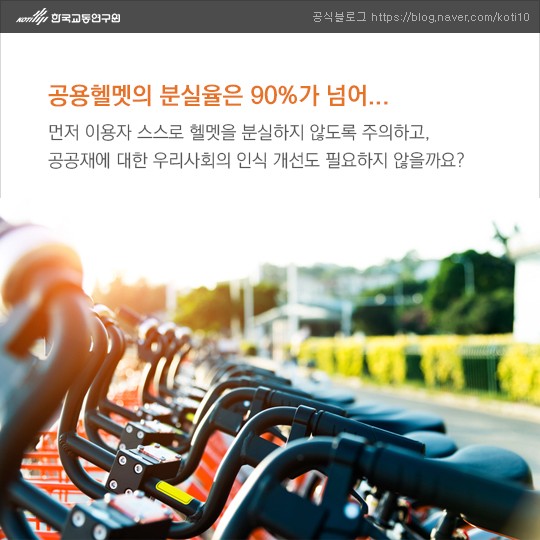 KOTI 한국교통연구원
공식블로그 https://blog.naver.com/koti10
공용헬멧의 분실율은 90%가 넘어...
먼저 이용자 스스로 헬멧을 분실하지 않도록 주의하고,
공공재에 대한 우리사회의 인식 개선도 필요하지 않을까요?